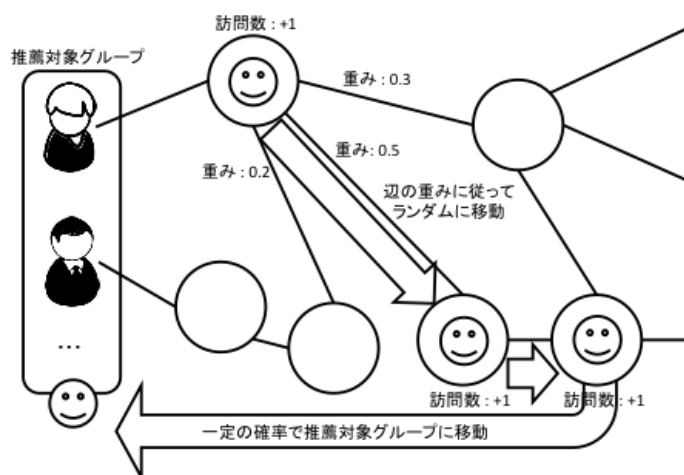 訪問数 : +1
推薦対象グループ
重み : 0.3
重み : 0.5
重み : 0.2
辺の重みに従って
ランダムに移動
…
訪問数 : +1
訪問数 : +1
一定の確率で推薦対象グループに移動